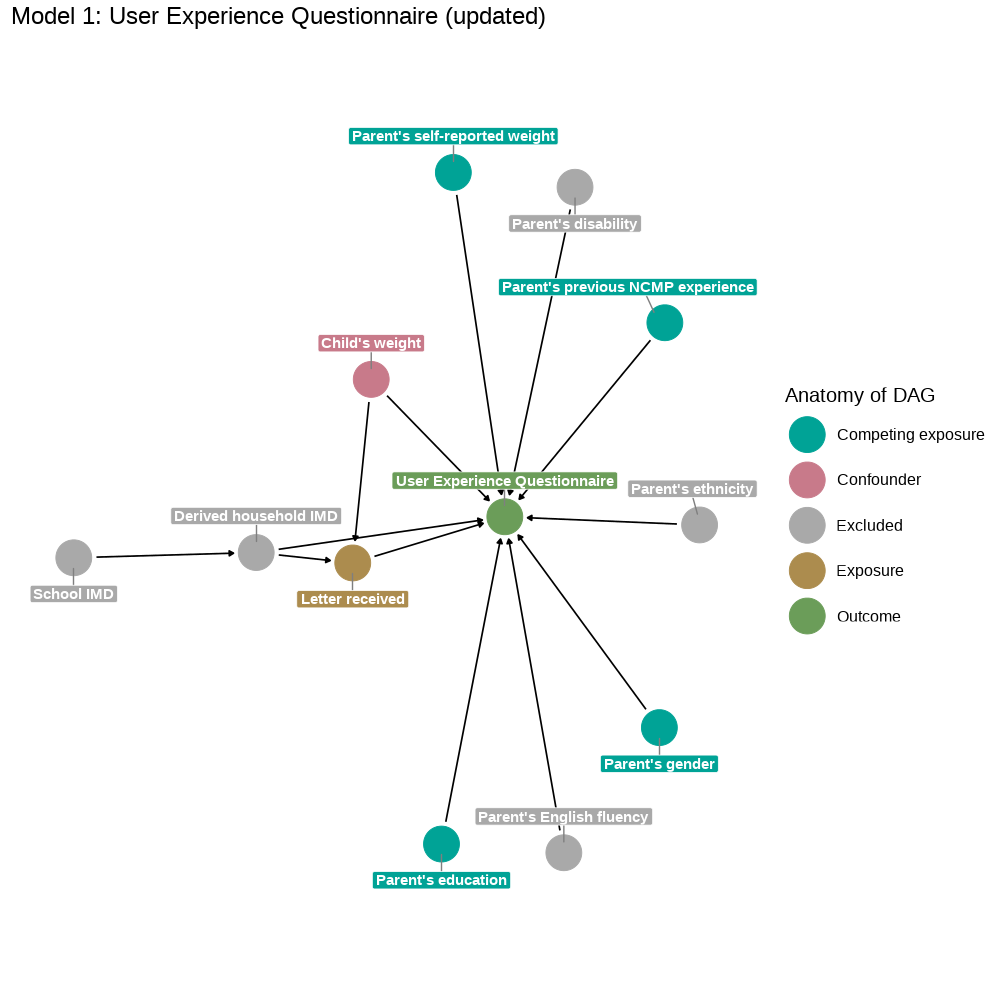 Model 1: User Experience Questionnaire (updated)
Parent's self-reported weight
Parent's disability
Parent's previous NCMP experience
Child's weight
Anatomy of DAG
Competing exposure
Confounder
Excluded
Exposure
Outcome
User Experience Questionnaire
Parent's ethnicity
Derived household IMD
School IMD
Letter received
Parent's gender
Parent's English fluency
Parent's education